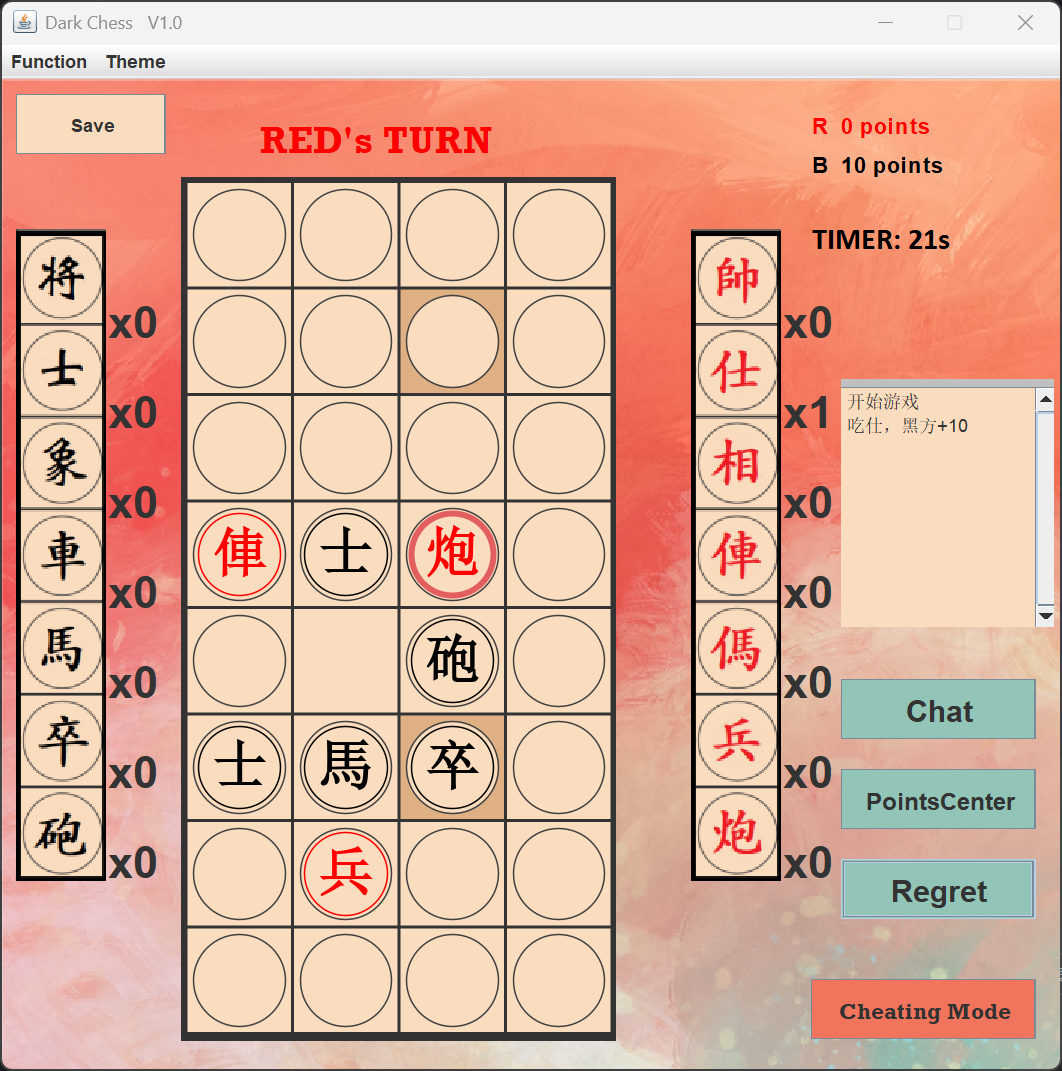 Dark Chess V1.0
Function Theme
Save
RED's TURN
R 0 points
B 10 points
TIMER: 21s
将
x0
士
x0
象
x0
車
x0
馬
x0
卒
x0
砲
x0
俥 士 炮
砲
士 馬 卒
兵
帥
x0
仕
x1
相
x0
俥
x0
傌
x0
兵
x0
炮
x0
开始游戏
吃仕，黑方+10
Chat
PointsCenter
Regret
Cheating Mode